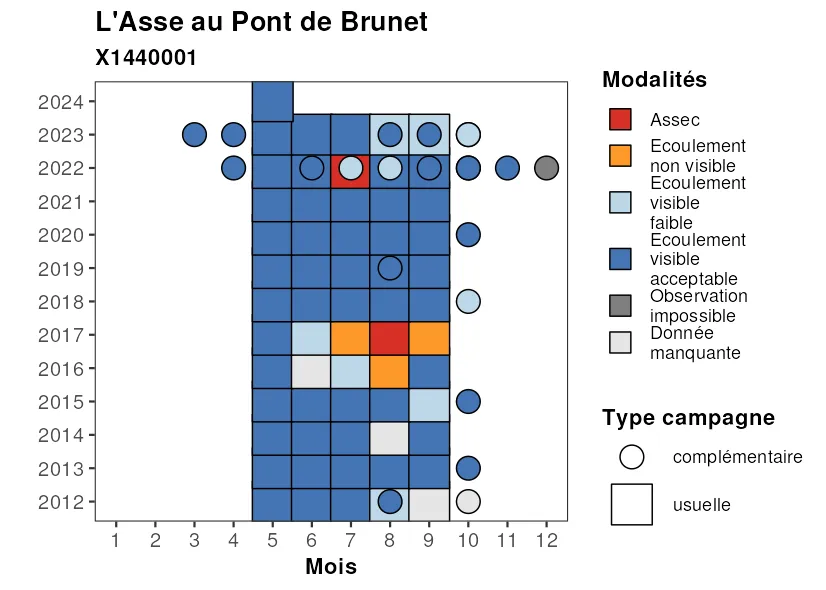 L'Asse au Pont de Brunet
X1440001
2024
2023
2022
2021
2020
2019
2018
2017
2016
2015
2014
2013
2012
1 2 3 4 5 6 7 8 9 10 11 12
Mois
Modalités
Assec
Ecoulement
non visible
Ecoulement
visible
faible
Ecoulement
visible
acceptable
Observation
impossible
Donnée
manquante
Type campagne
complémentaire
usuelle